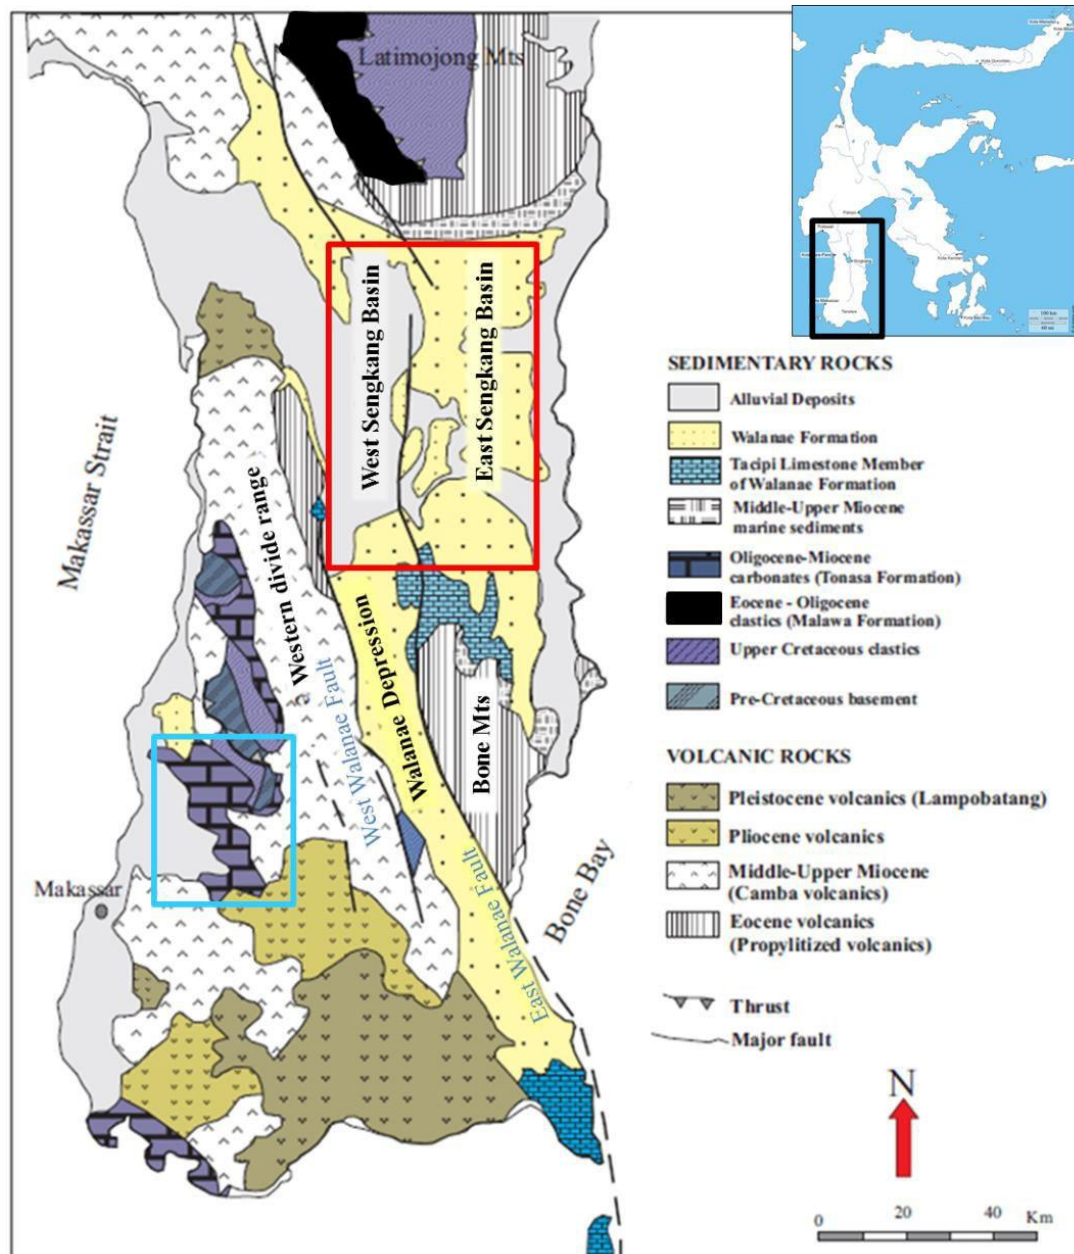 Latimojong Mts
West Sengkang Basin
East Sengkang Basin
Makassar Strait
Western divide range
West Walanae Fault
Walanae Depression
Bone Mts
East Walanae Fault
Bone Bay
Makassar
SEDIMENTARY ROCKS
Alluvial Deposits
Walanae Formation
Tacipi Limestone Member
of Walanae Formation
Middle-Upper Miocene
marine sediments
Oligocene-Miocene
carbonates (Tonasa Formation)
Eocene - Oligocene
clastics (Malawa Formation)
Upper Cretaceous clastics
Pre-Cretaceous basement
VOLCANIC ROCKS
Pleistocene volcanics (Lampobatang)
Pliocene volcanics
Middle-Upper Miocene
(Camba volcanics)
Eocene volcanics
(Propylitized volcanics)
Thrust
Major fault
N
0 20 40 Km